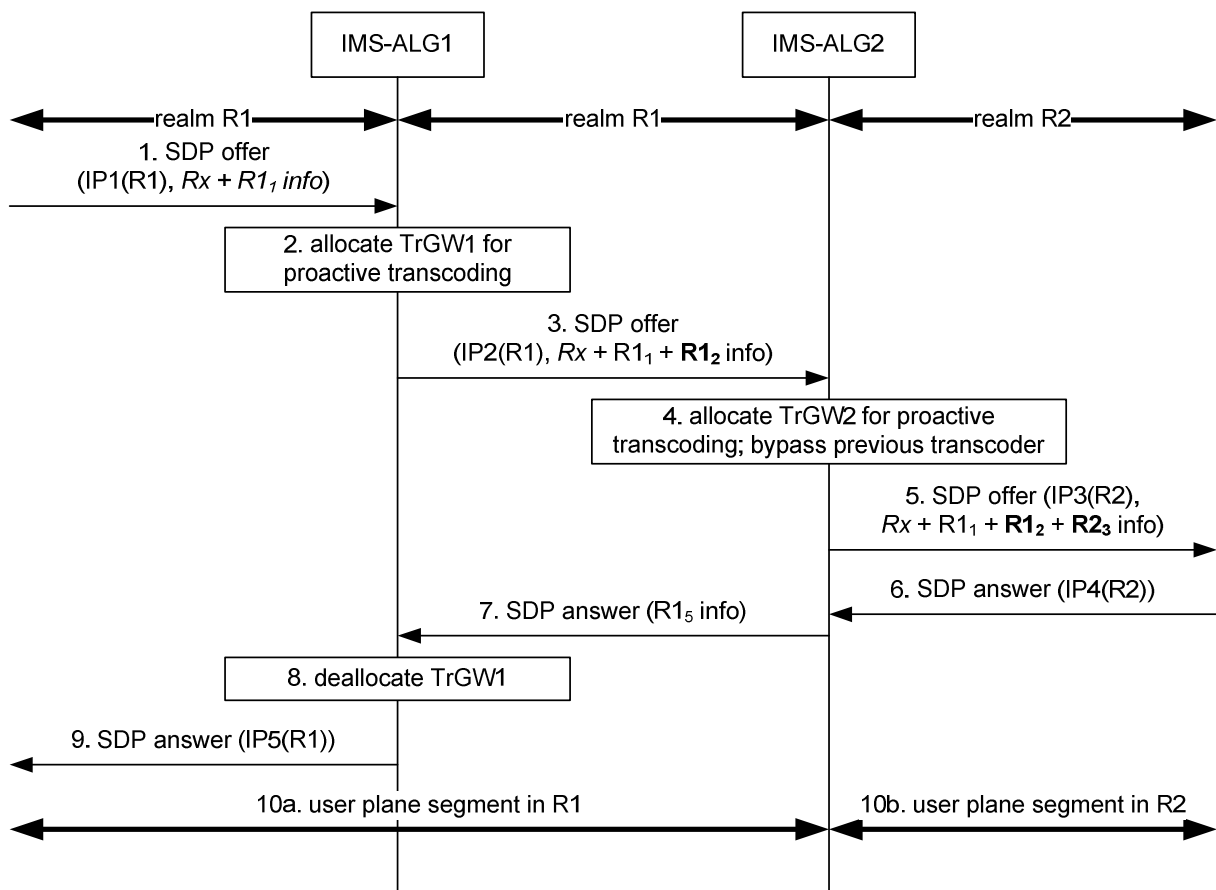 IMS-ALG1
IMS-ALG2
realm R1
realm R1
realm R2
1. SDP offer
(IP1(R1), Rx + R1₁ info)
2. allocate TrGW1 for
proactive transcoding
3. SDP offer
(IP2(R1), Rx + R1₁ + R1₂ info)
4. allocate TrGW2 for proactive
transcoding; bypass previous transcoder
5. SDP offer (IP3(R2),
Rx + R1₁ + R1₂ + R2₃ info)
6. SDP answer (IP4(R2))
7. SDP answer (R1₅ info)
8. deallocate TrGW1
9. SDP answer (IP5(R1))
10a. user plane segment in R1
10b. user plane segment in R2